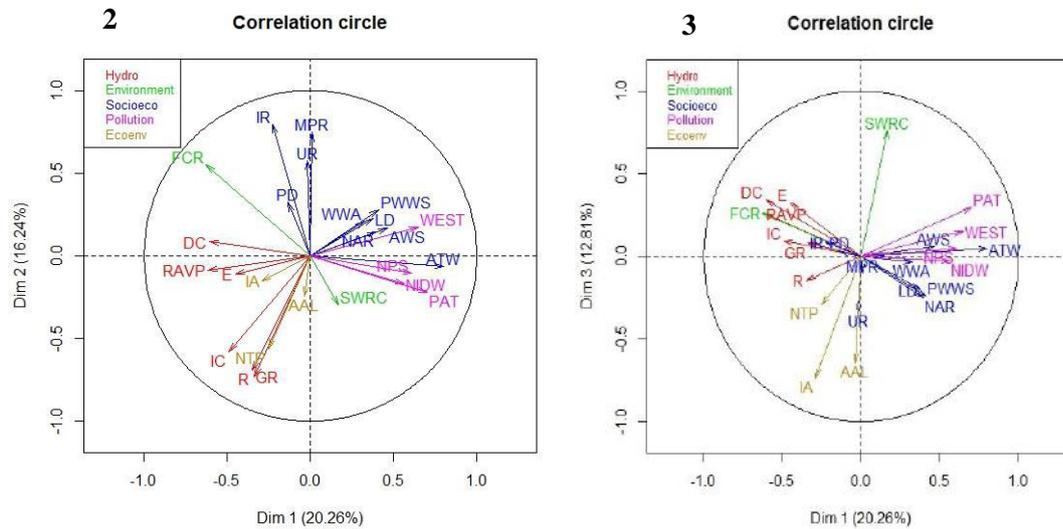 2
Correlation circle
Hydro
Environment
Socioeco
Pollution
Ecoenv
IR
MPR
UR
FCR
PD
WWA
PWWS
LD
WEST
NAR
AWS
DC
RAVP
E
IA
NPS
ATW
NIDW
PAT
SWRC
AAL
IC
NTP
R
GR
Dim 2 (16.24%)
1.0
0.5
0.0
-0.5
-1.0
-1.0
-0.5
0.0
0.5
1.0
Dim 1 (20.26%)
3
Correlation circle
Hydro
Environment
Socioeco
Pollution
Ecoenv
SWRC
DC
E
FCR
RAVP
PAT
IC
IR
PD
AWS
WEST
GR
ATW
NPS
MPR
WWA
NIDW
R
LD
PWWS
NAR
NTP
UR
IA
AAL
Dim 3 (12.81%)
1.0
0.5
0.0
-0.5
-1.0
-1.0
-0.5
0.0
0.5
1.0
Dim 1 (20.26%)